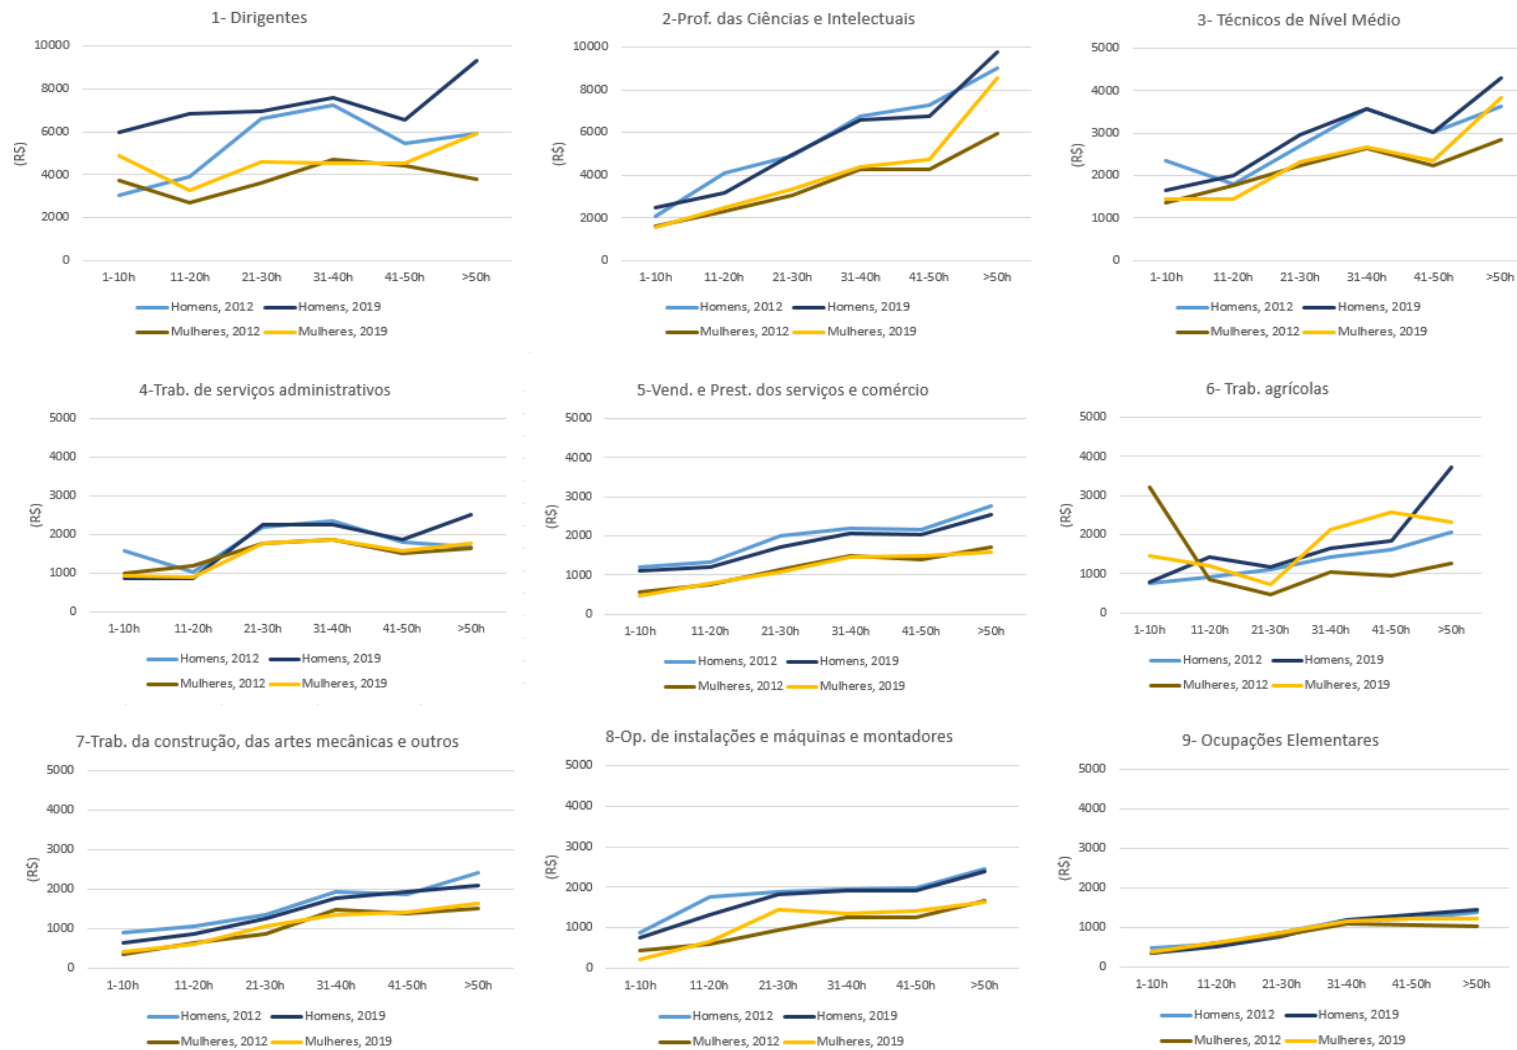 1- Dirigentes
10000
8000
6000
4000
2000
0
(R$)
1-10h 11-20h 21-30h 31-40h 41-50h >50h
Homens, 2012 Homens, 2019
Mulheres, 2012 Mulheres, 2019
2-Prof. das Ciências e Intelectuais
10000
8000
6000
4000
2000
0
(R$)
1-10h 11-20h 21-30h 31-40h 41-50h >50h
Homens, 2012 Homens, 2019
Mulheres, 2012 Mulheres, 2019
3- Técnicos de Nível Médio
5000
4000
3000
2000
1000
0
(R$)
1-10h 11-20h 21-30h 31-40h 41-50h >50h
Homens, 2012 Homens, 2019
Mulheres, 2012 Mulheres, 2019
4-Trab. de serviços administrativos
5000
4000
3000
2000
1000
0
(R$)
1-10h 11-20h 21-30h 31-40h 41-50h >50h
Homens, 2012 Homens, 2019
Mulheres, 2012 Mulheres, 2019
5-Vend. e Prest. dos serviços e comércio
5000
4000
3000
2000
1000
0
(R$)
1-10h 11-20h 21-30h 31-40h 41-50h >50h
Homens, 2012 Homens, 2019
Mulheres, 2012 Mulheres, 2019
6- Trab. agrícolas
5000
4000
3000
2000
1000
0
(R$)
1-10h 11-20h 21-30h 31-40h 41-50h >50h
Homens, 2012 Homens, 2019
Mulheres, 2012 Mulheres, 2019
7-Trab. da construção, das artes mecânicas e outros
5000
4000
3000
2000
1000
0
(R$)
1-10h 11-20h 21-30h 31-40h 41-50h >50h
Homens, 2012 Homens, 2019
Mulheres, 2012 Mulheres, 2019
8-Op. de instalações e máquinas e montadores
5000
4000
3000
2000
1000
0
(R$)
1-10h 11-20h 21-30h 31-40h 41-50h >50h
Homens, 2012 Homens, 2019
Mulheres, 2012 Mulheres, 2019
9- Ocupações Elementares
5000
4000
3000
2000
1000
0
(R$)
1-10h 11-20h 21-30h 31-40h 41-50h >50h
Homens, 2012 Homens, 2019
Mulheres, 2012 Mulheres, 2019